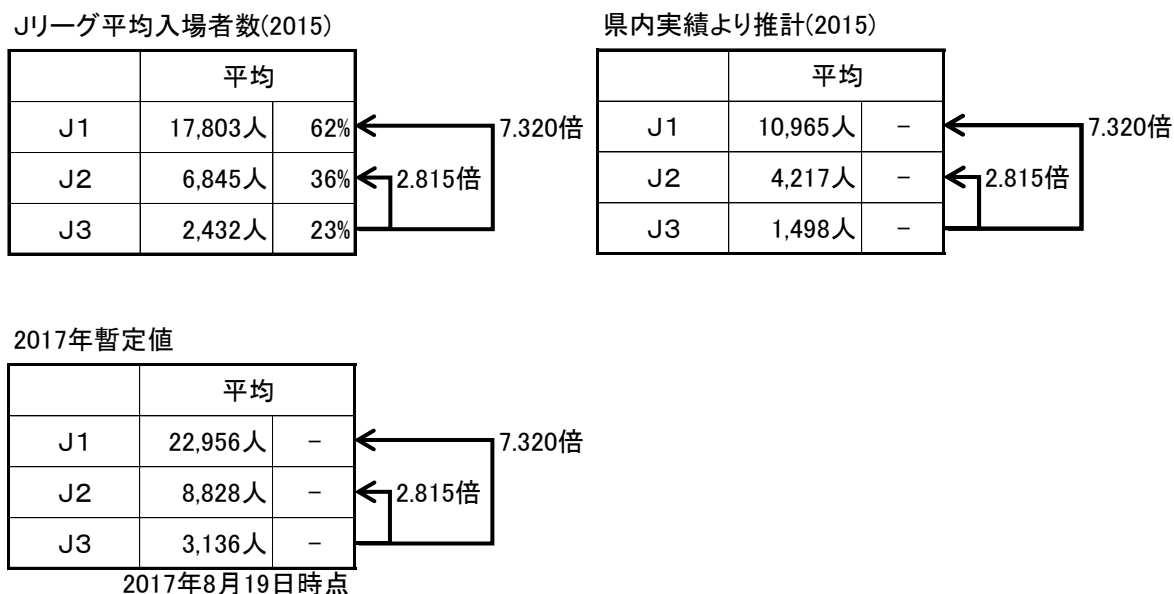 Jリーグ平均入場者数(2015)
平均
J1 17,803人 62% 7.320倍
J2 6,845人 36% 2.815倍
J3 2,432人 23%
県内実績より推計(2015)
平均
J1 10,965人 - 7.320倍
J2 4,217人 - 2.815倍
J3 1,498人 -
2017年暫定値
平均
J1 22,956人 - 7.320倍
J2 8,828人 - 2.815倍
J3 3,136人 -
2017年8月19日時点